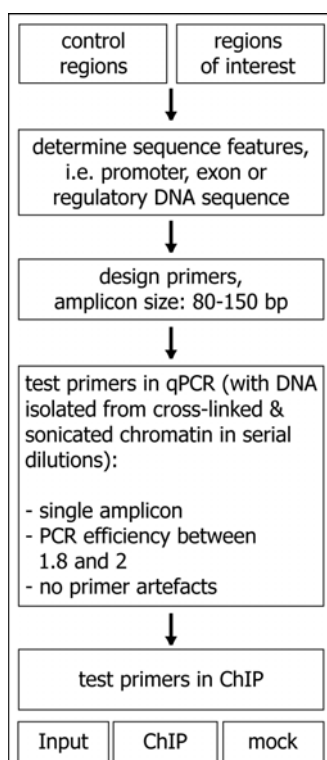 control
regions
regions
of interest
determine sequence features,
i.e. promoter, exon or
regulatory DNA sequence
design primers,
amplicon size: 80-150 bp
test primers in qPCR (with DNA
isolated from cross-linked &
sonicated chromatin in serial
dilutions):
- single amplicon
- PCR efficiency between
1.8 and 2
- no primer artefacts
test primers in ChIP
Input
ChIP
mock